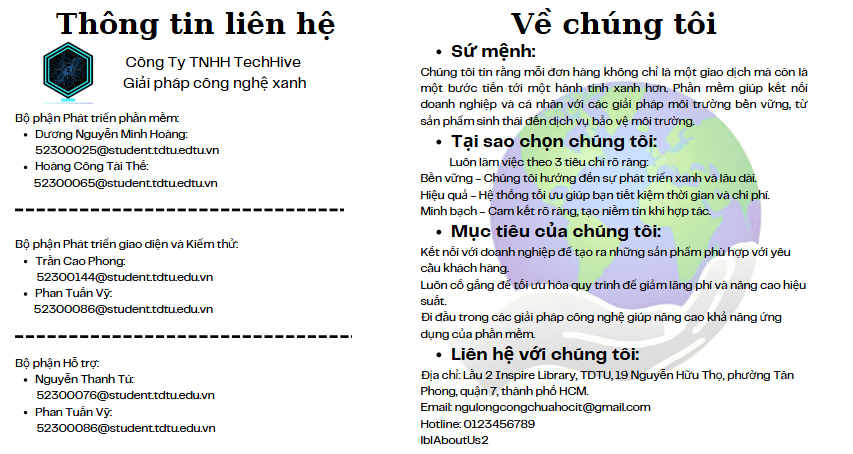 Thông tin liên hệ
Công Ty TNHH TechHive
Giải pháp công nghệ xanh
Bộ phận Phát triển phần mềm:
Dương Nguyễn Minh Hoàng:
52300025@student.tdtu.edtu.vn
Hoàng Công Tài Thế:
52300065@student.tdtu.edtu.vn
Bộ phận Phát triển giao diện và Kiểm thử:
Trần Cao Phong:
52300144@student.tdtu.edu.vn
Phan Tuấn Vỹ:
52300086@student.tdtu.edu.vn
Bộ phận Hỗ trợ:
Nguyễn Thanh Tú:
52300076@student.tdtu.edu.vn
Phan Tuấn Vỹ:
52300086@student.tdtu.edu.vn
Về chúng tôi
Sứ mệnh:
Chúng tôi tin rằng mỗi đơn hàng không chỉ là một giao dịch mà còn là
một bước tiến tới một hành tinh xanh hơn. Phần mềm giúp kết nối
doanh nghiệp và cá nhân với các giải pháp môi trường bền vững, từ
sản phẩm sinh thái đến dịch vụ bảo vệ môi trường.
Tại sao chọn chúng tôi:
Luôn làm việc theo 3 tiêu chí rõ ràng:
Bền vững – Chúng tôi hướng đến sự phát triển xanh và lâu dài.
Hiệu quả – Hệ thống tối ưu giúp bạn tiết kiệm thời gian và chi phí.
Minh bạch – Cam kết rõ ràng, tạo niềm tin khi hợp tác.
Mục tiêu của chúng tôi:
Kết nối với doanh nghiệp để tạo ra những sản phẩm phù hợp với yêu
cầu khách hàng.
Luôn cố gắng để tối ưu hóa quy trình để giảm lãng phí và nâng cao hiệu
suất.
Đi đầu trong các giải pháp công nghệ giúp nâng cao khả năng ứng
dụng của phần mềm.
Liên hệ với chúng tôi:
Địa chỉ: Lầu 2 Inspire Library, TDTU, 19 Nguyễn Hữu Thọ, phường Tân
Phong, quận 7, thành phố HCM.
Email: ngulongcongchuahocit@gmail.com
Hotline: 0123456789
lblAboutUs2